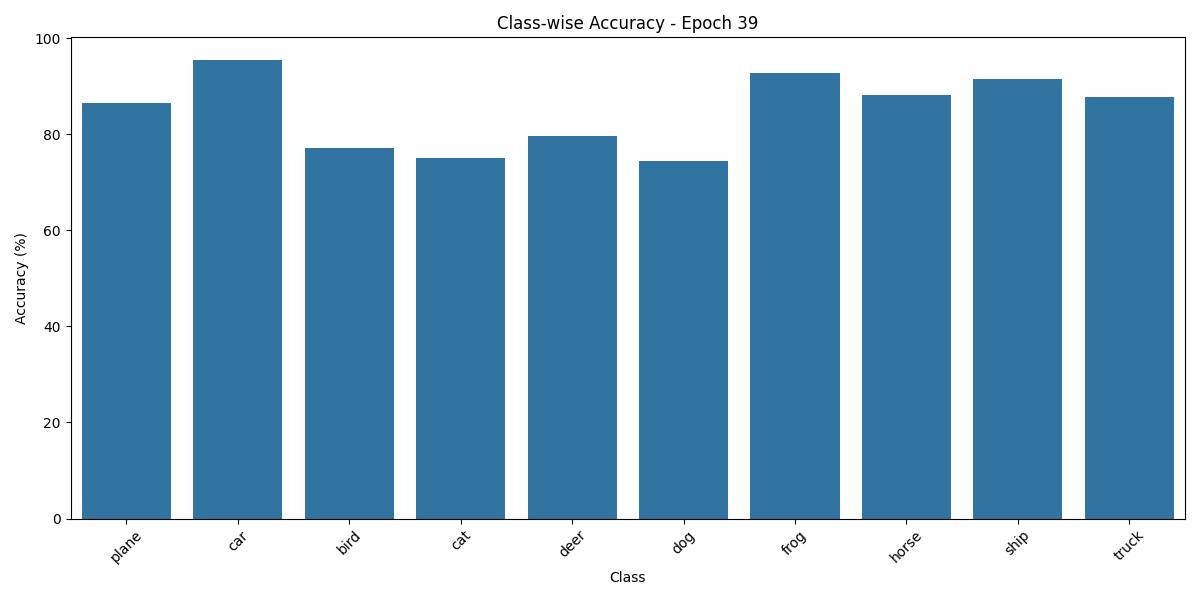 Class-wise Accuracy - Epoch 39
Accuracy (%)
100
80
60
40
20
0
plane car bird cat deer dog frog horse ship truck
Class